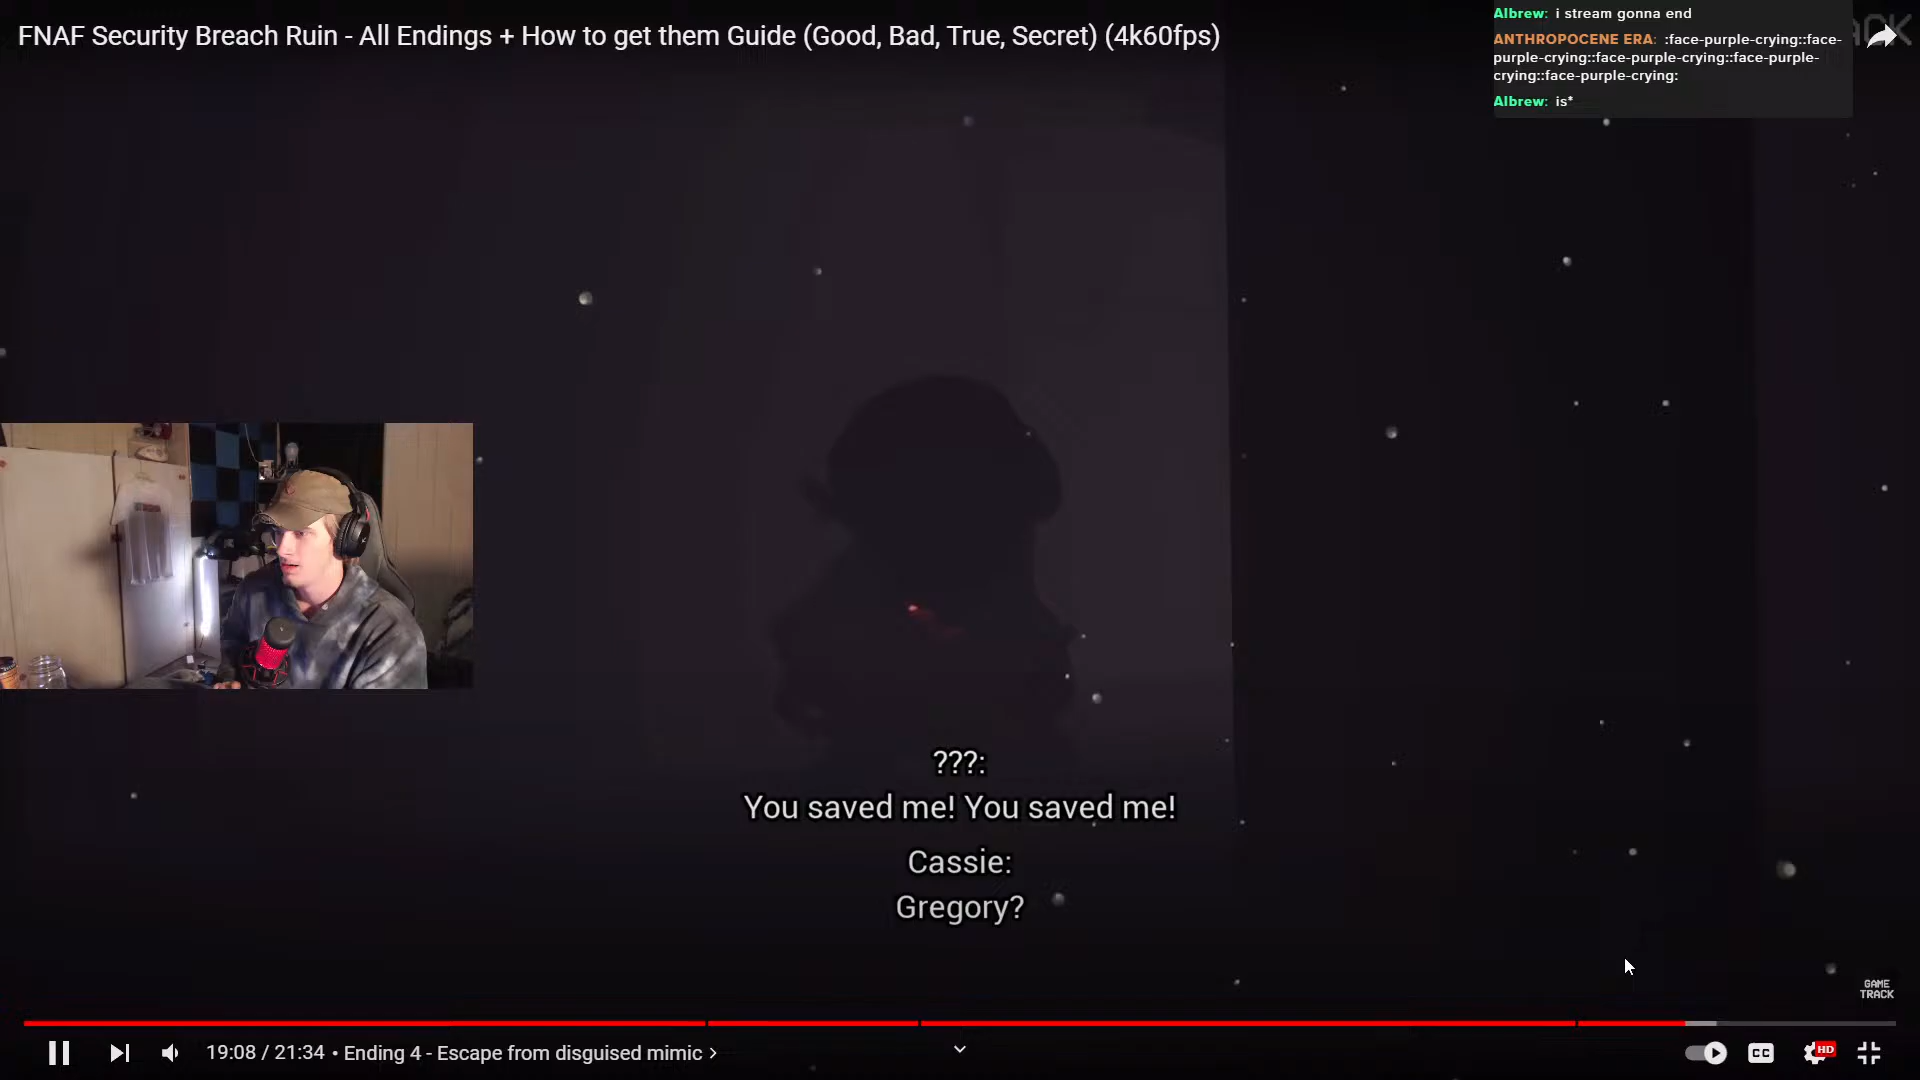 FNAF Security Breach Ruin - All Endings + How to get them Guide (Good, Bad, True, Secret) (4k60fps)
Albrew: i stream gonna end
ANTHROPOCENE ERA: :face-purple-crying::face-
purple-crying::face-purple-crying::face-purple-
crying::face-purple-crying:
Albrew: is*
???:
You saved me! You saved me!
Cassie:
Gregory?
GAME
TRACK
19:08 / 21:34 • Ending 4 - Escape from disguised mimic >
CC
HD